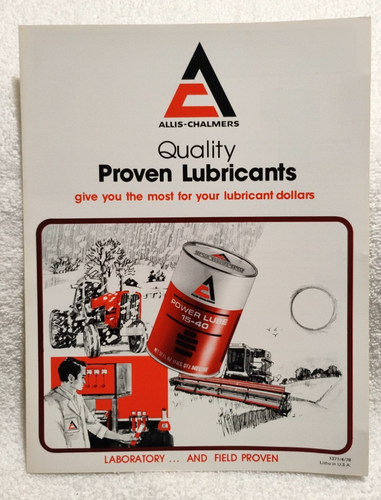 ALLIS-CHALMERS
Quality
Proven Lubricants
give you the most for your lubricant dollars
POWER LUBE
15-40
LABORATORY ... AND FIELD PROVEN
Litho in U.S.A.